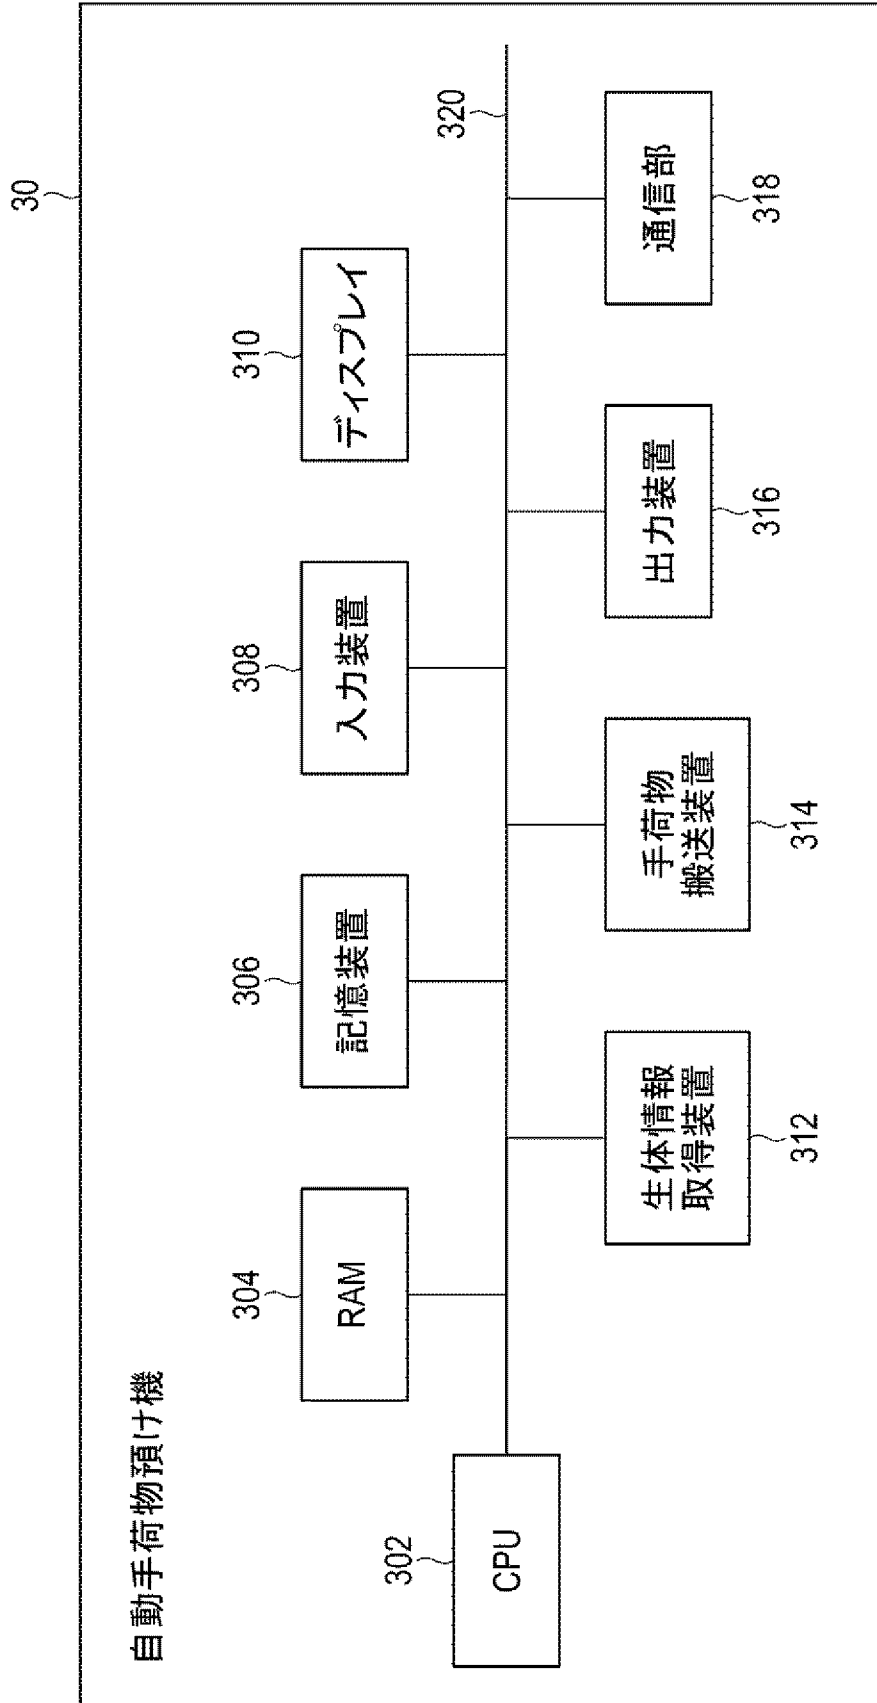 30
自動手荷物預け機
304
306
308
310
RAM
記憶装置
入力装置
ディスプレイ
302
320
CPU
生体情報
取得装置
手荷物
搬送装置
出力装置
通信部
312
314
316
318